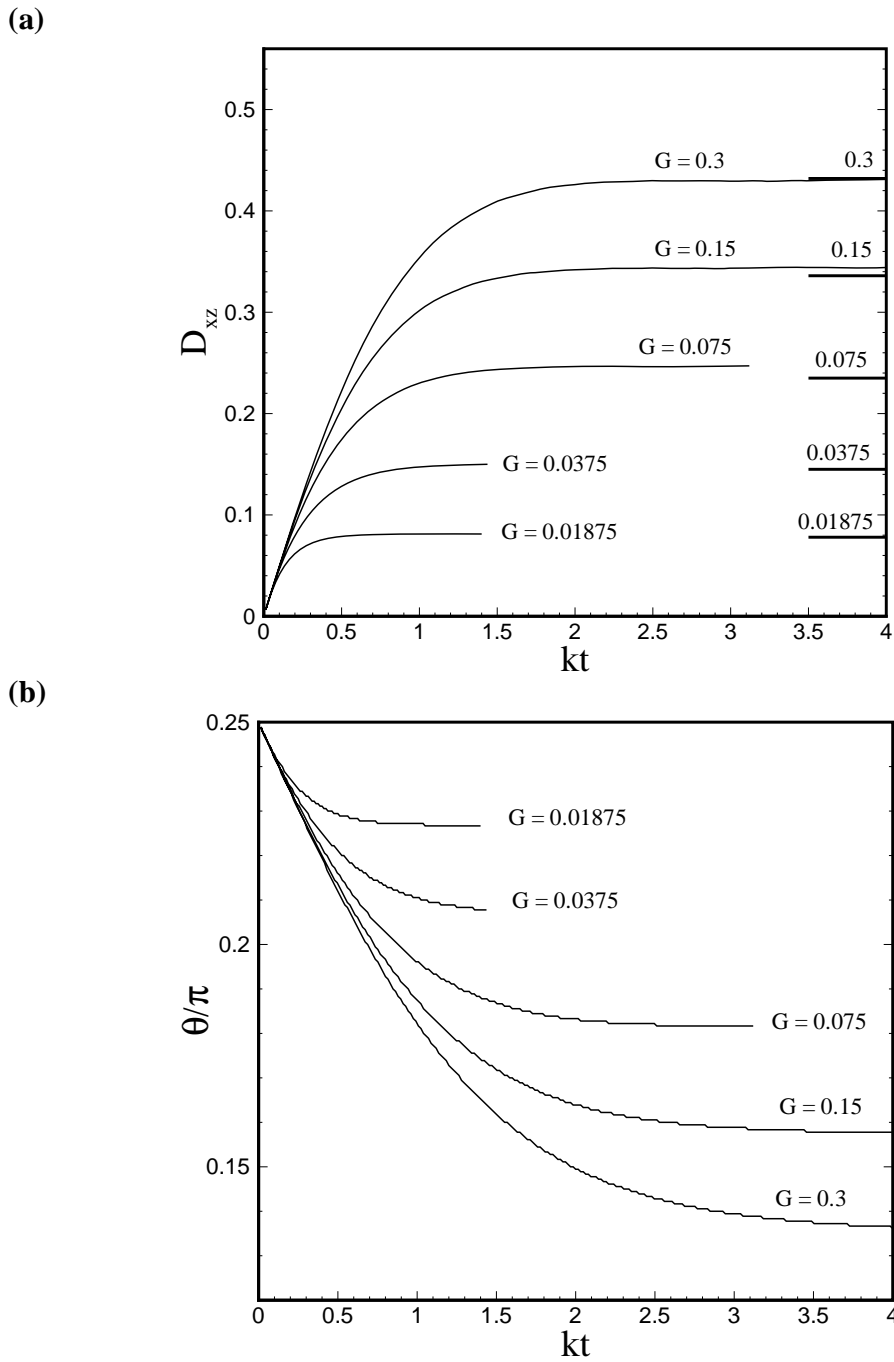 (a)
0.5
0.4
0.3
0.2
0.1
0
D_xz
G = 0.3
0.3
G = 0.15
0.15
G = 0.075
0.075
G = 0.0375
0.0375
G = 0.01875
0.01875
0 0.5 1 1.5 2 2.5 3 3.5 4
kt
(b)
0.25
0.2
0.15
θ/π
G = 0.01875
G = 0.0375
G = 0.075
G = 0.15
G = 0.3
0 0.5 1 1.5 2 2.5 3 3.5 4
kt